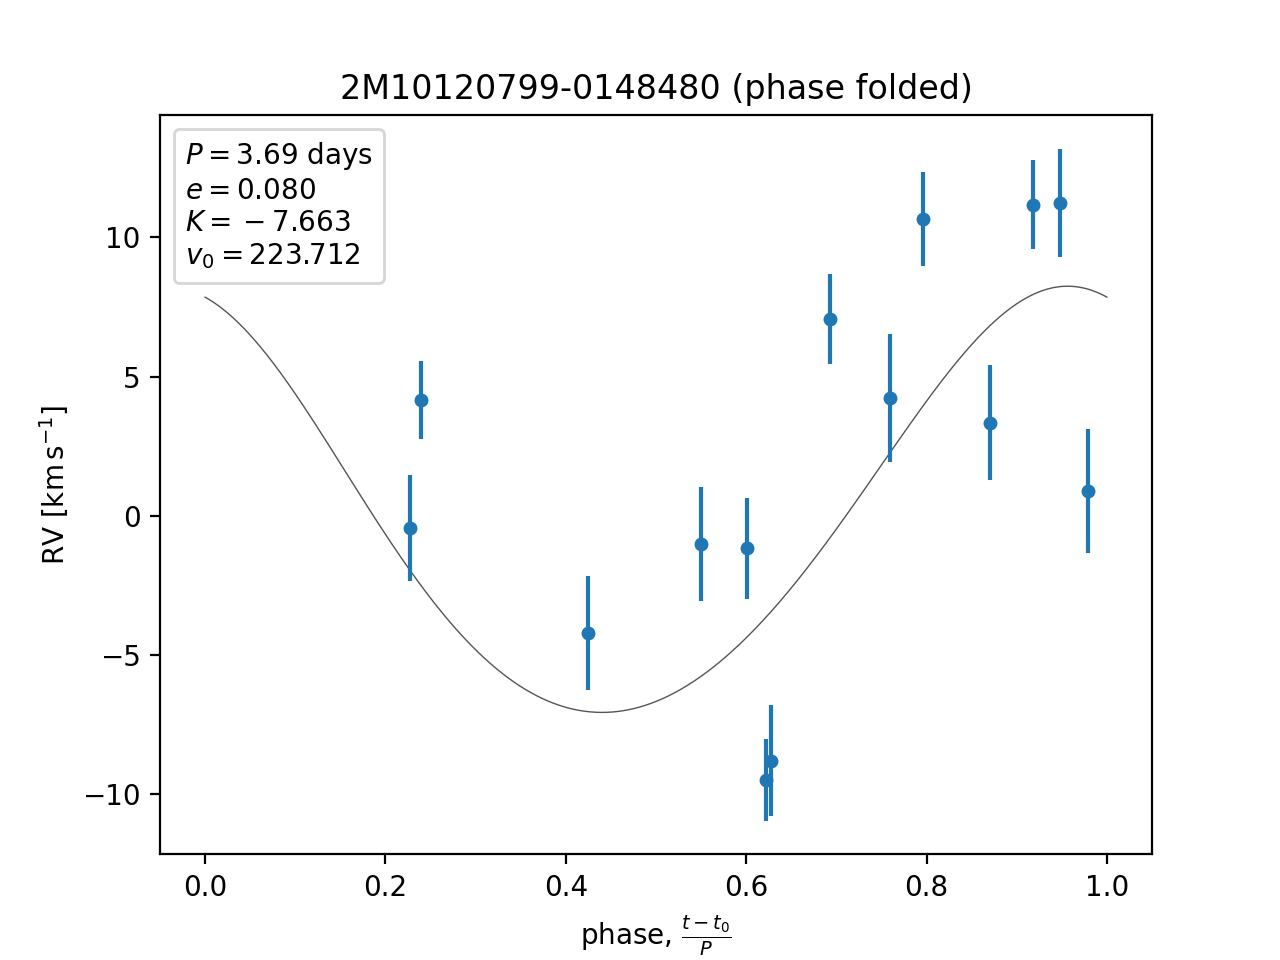 2M10120799-0148480 (phase folded)
P = 3.69 days
e = 0.080
K = −7.663
v₀ = 223.712
10
5
0
−5
−10
RV [km s⁻¹]
0.0 0.2 0.4 0.6 0.8 1.0
phase, (t − t₀)/P